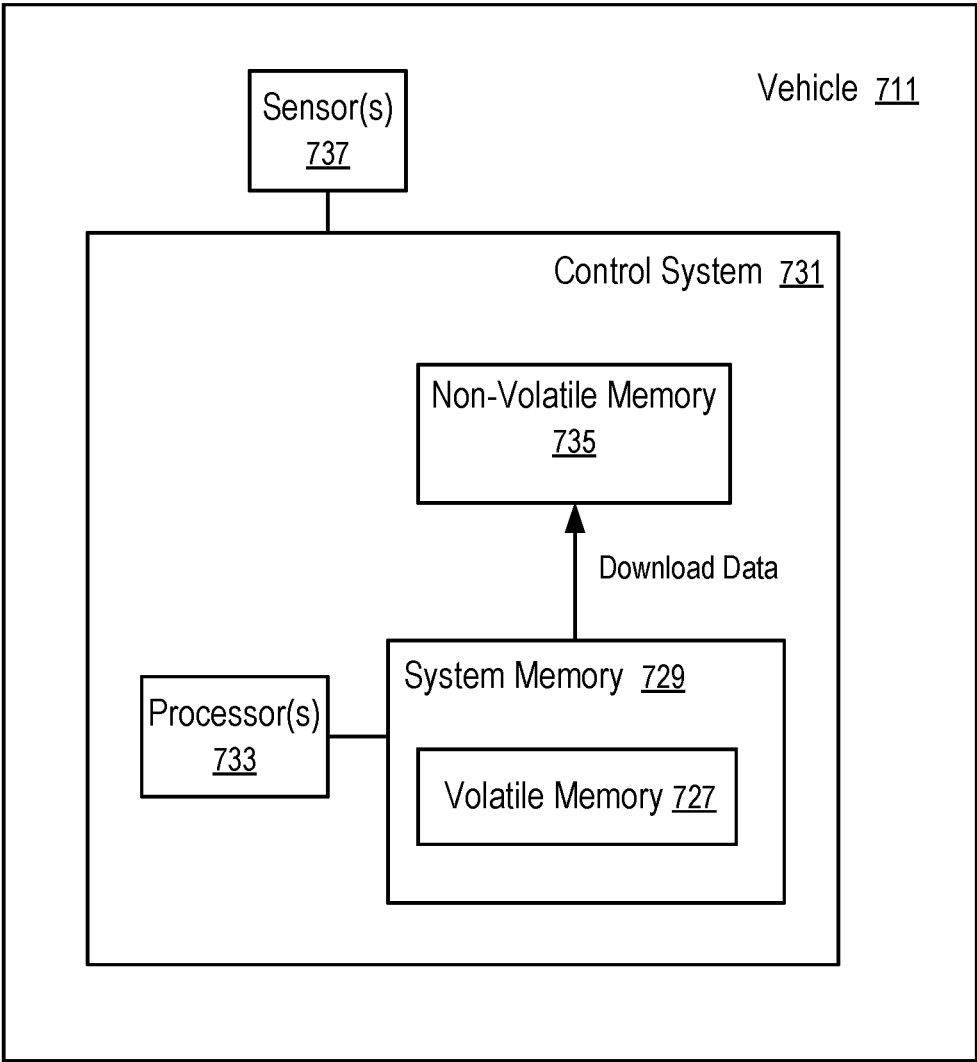 Vehicle 711
Sensor(s)
737
Control System 731
Non-Volatile Memory
735
Download Data
System Memory 729
Processor(s)
733
Volatile Memory 727